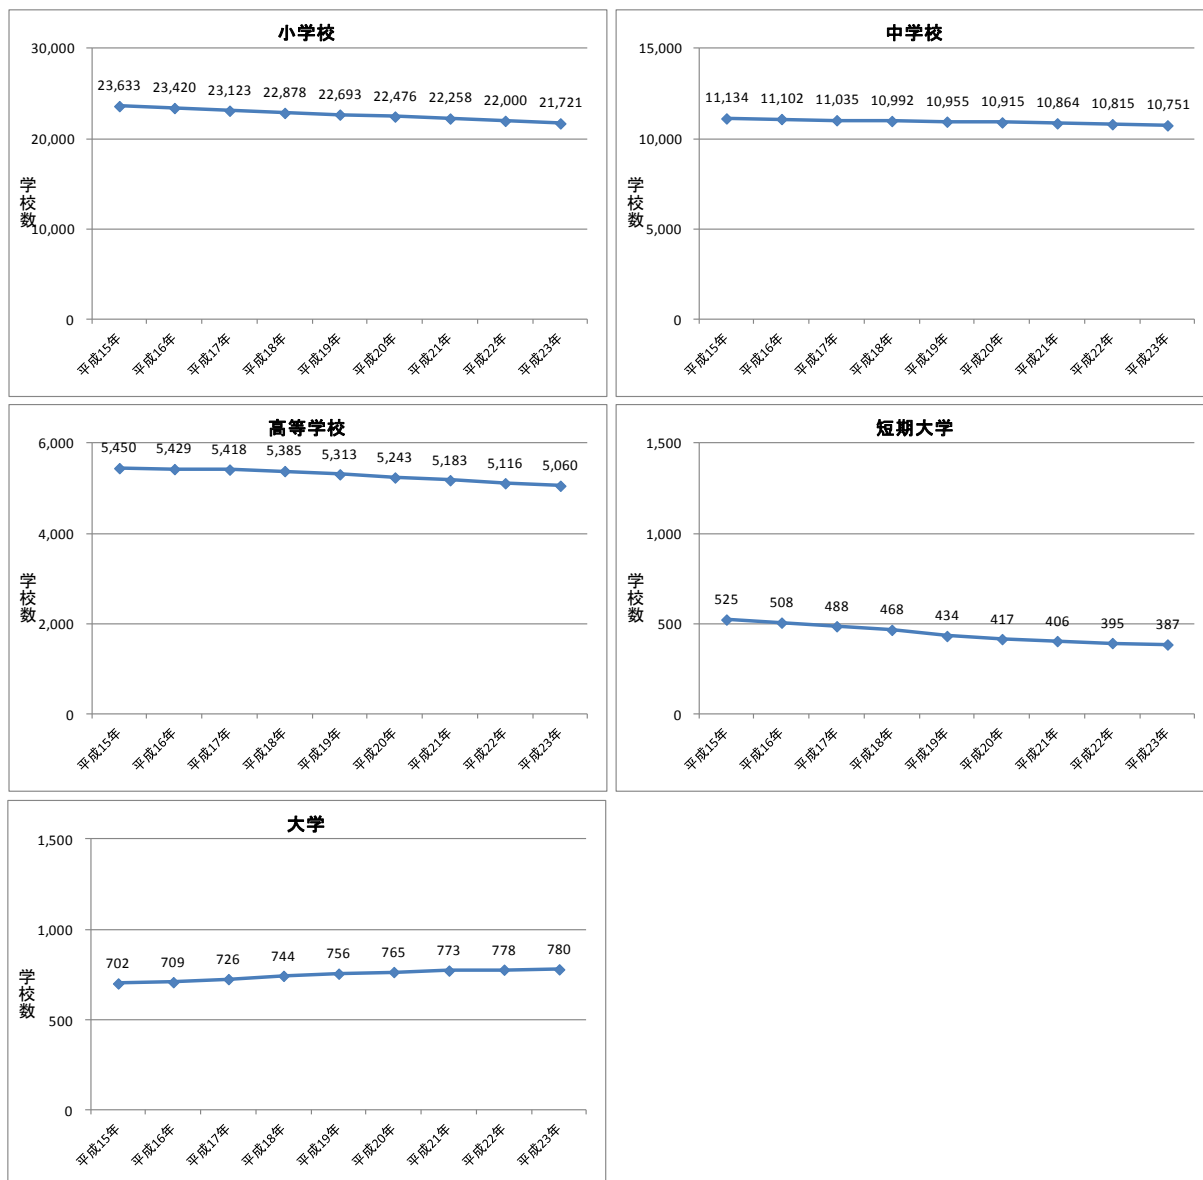 小学校
30,000
20,000
10,000
0
学校数
23,633 23,420 23,123 22,878 22,693 22,476 22,258 22,000 21,721
平成15年 平成16年 平成17年 平成18年 平成19年 平成20年 平成21年 平成22年 平成23年
中学校
15,000
10,000
5,000
0
学校数
11,134 11,102 11,035 10,992 10,955 10,915 10,864 10,815 10,751
平成15年 平成16年 平成17年 平成18年 平成19年 平成20年 平成21年 平成22年 平成23年
高等学校
6,000
4,000
2,000
0
学校数
5,450 5,429 5,418 5,385 5,313 5,243 5,183 5,116 5,060
平成15年 平成16年 平成17年 平成18年 平成19年 平成20年 平成21年 平成22年 平成23年
短期大学
1,500
1,000
500
0
学校数
525 508 488 468 434 417 406 395 387
平成15年 平成16年 平成17年 平成18年 平成19年 平成20年 平成21年 平成22年 平成23年
大学
1,500
1,000
500
0
学校数
702 709 726 744 756 765 773 778 780
平成15年 平成16年 平成17年 平成18年 平成19年 平成20年 平成21年 平成22年 平成23年